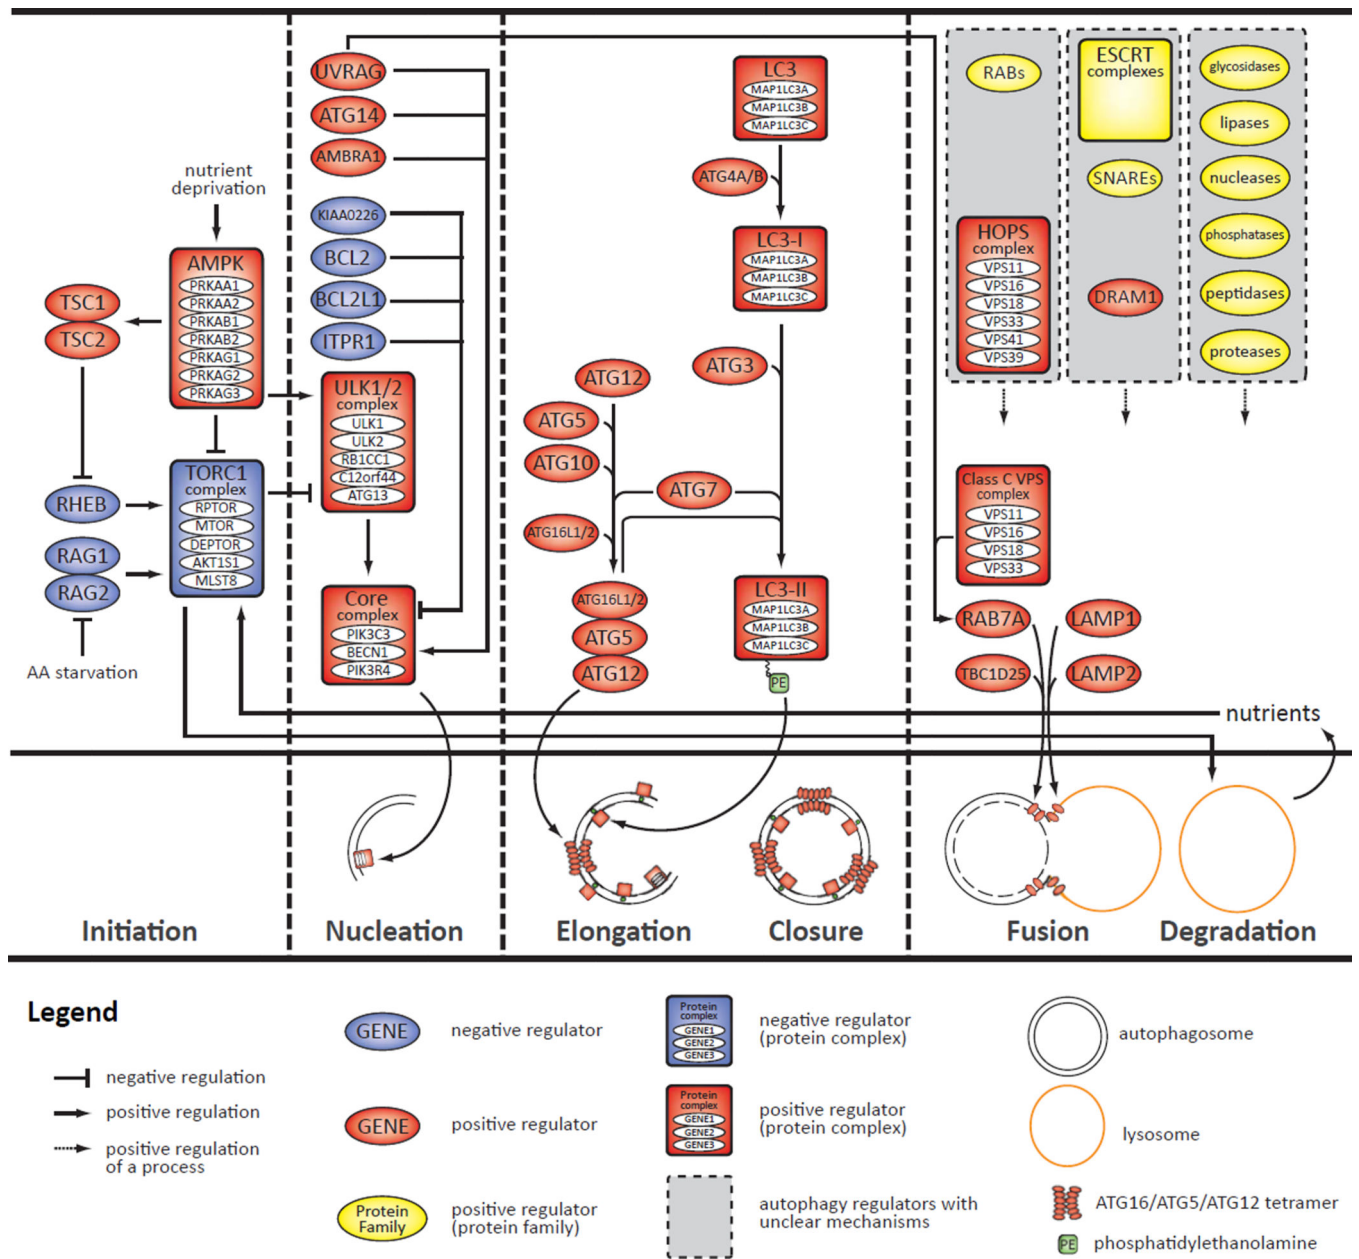 nutrient
deprivation
AMPK
PRKAA1
PRKAA2
PRKAB1
PRKAB2
PRKAG1
PRKAG2
PRKAG3
TSC1
TSC2
TORC1
complex
RPTOR
MTOR
DEPTOR
AKT1S1
MLST8
RHEB
RAG1
RAG2
AA starvation
UVRAG
ATG14
AMBRA1
KIAA0226
BCL2
BCL2L1
ITPR1
ULK1/2
complex
ULK1
ULK2
RB1CC1
C12orf44
ATG13
Core
complex
PIK3C3
BECN1
PIK3R4
LC3
MAP1LC3A
MAP1LC3B
MAP1LC3C
ATG4A/B
LC3-I
MAP1LC3A
MAP1LC3B
MAP1LC3C
ATG3
ATG12
ATG5
ATG10
ATG7
ATG16L1/2
ATG16L1/2
ATG5
ATG12
LC3-II
MAP1LC3A
MAP1LC3B
MAP1LC3C
PE
RABs
HOPS
complex
VPS11
VPS16
VPS18
VPS33
VPS41
VPS39
ESCRT
complexes
SNAREs
DRAM1
glycosidases
lipases
nucleases
phosphatases
peptidases
proteases
Class C VPS
complex
VPS11
VPS16
VPS18
VPS33
RAB7A
LAMP1
TBC1D25
LAMP2
nutrients
Initiation
Nucleation
Elongation
Closure
Fusion
Degradation
Legend
negative regulation
positive regulation
positive regulation
of a process
GENE
negative regulator
GENE
positive regulator
Protein
Family
positive regulator
(protein family)
Protein
complex
GENE1
GENE2
GENE3
negative regulator
(protein complex)
Protein
complex
GENE1
GENE2
GENE3
positive regulator
(protein complex)
autophagy regulators with
unclear mechanisms
autophagosome
lysosome
ATG16/ATG5/ATG12 tetramer
PE
phosphatidylethanolamine